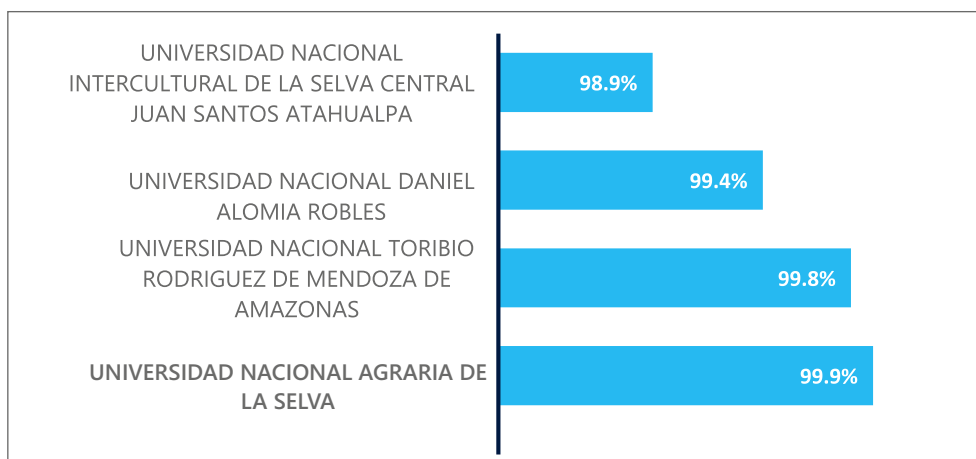 UNIVERSIDAD NACIONAL
INTERCULTURAL DE LA SELVA CENTRAL
JUAN SANTOS ATAHUALPA
98.9%
UNIVERSIDAD NACIONAL DANIEL
ALOMIA ROBLES
99.4%
UNIVERSIDAD NACIONAL TORIBIO
RODRIGUEZ DE MENDOZA DE
AMAZONAS
99.8%
UNIVERSIDAD NACIONAL AGRARIA DE
LA SELVA
99.9%